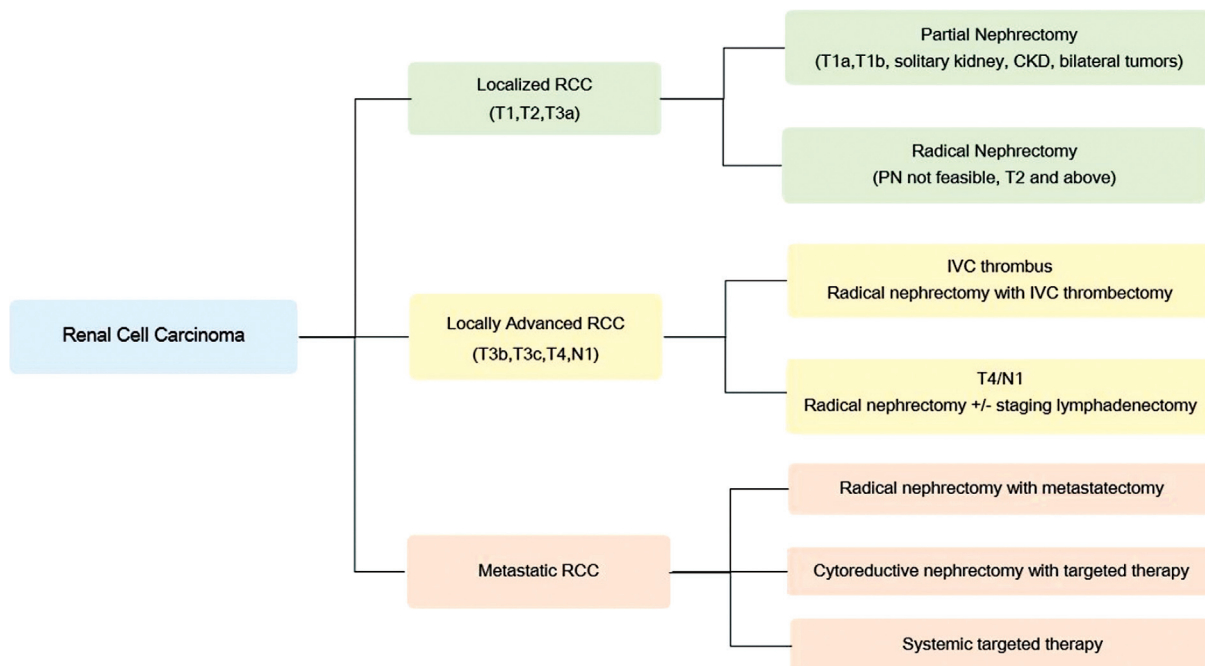 Renal Cell Carcinoma
Localized RCC
(T1,T2,T3a)
Partial Nephrectomy
(T1a,T1b, solitary kidney, CKD, bilateral tumors)
Radical Nephrectomy
(PN not feasible, T2 and above)
Locally Advanced RCC
(T3b,T3c,T4,N1)
IVC thrombus
Radical nephrectomy with IVC thrombectomy
T4/N1
Radical nephrectomy +/- staging lymphadenectomy
Metastatic RCC
Radical nephrectomy with metastatectomy
Cytoreductive nephrectomy with targeted therapy
Systemic targeted therapy